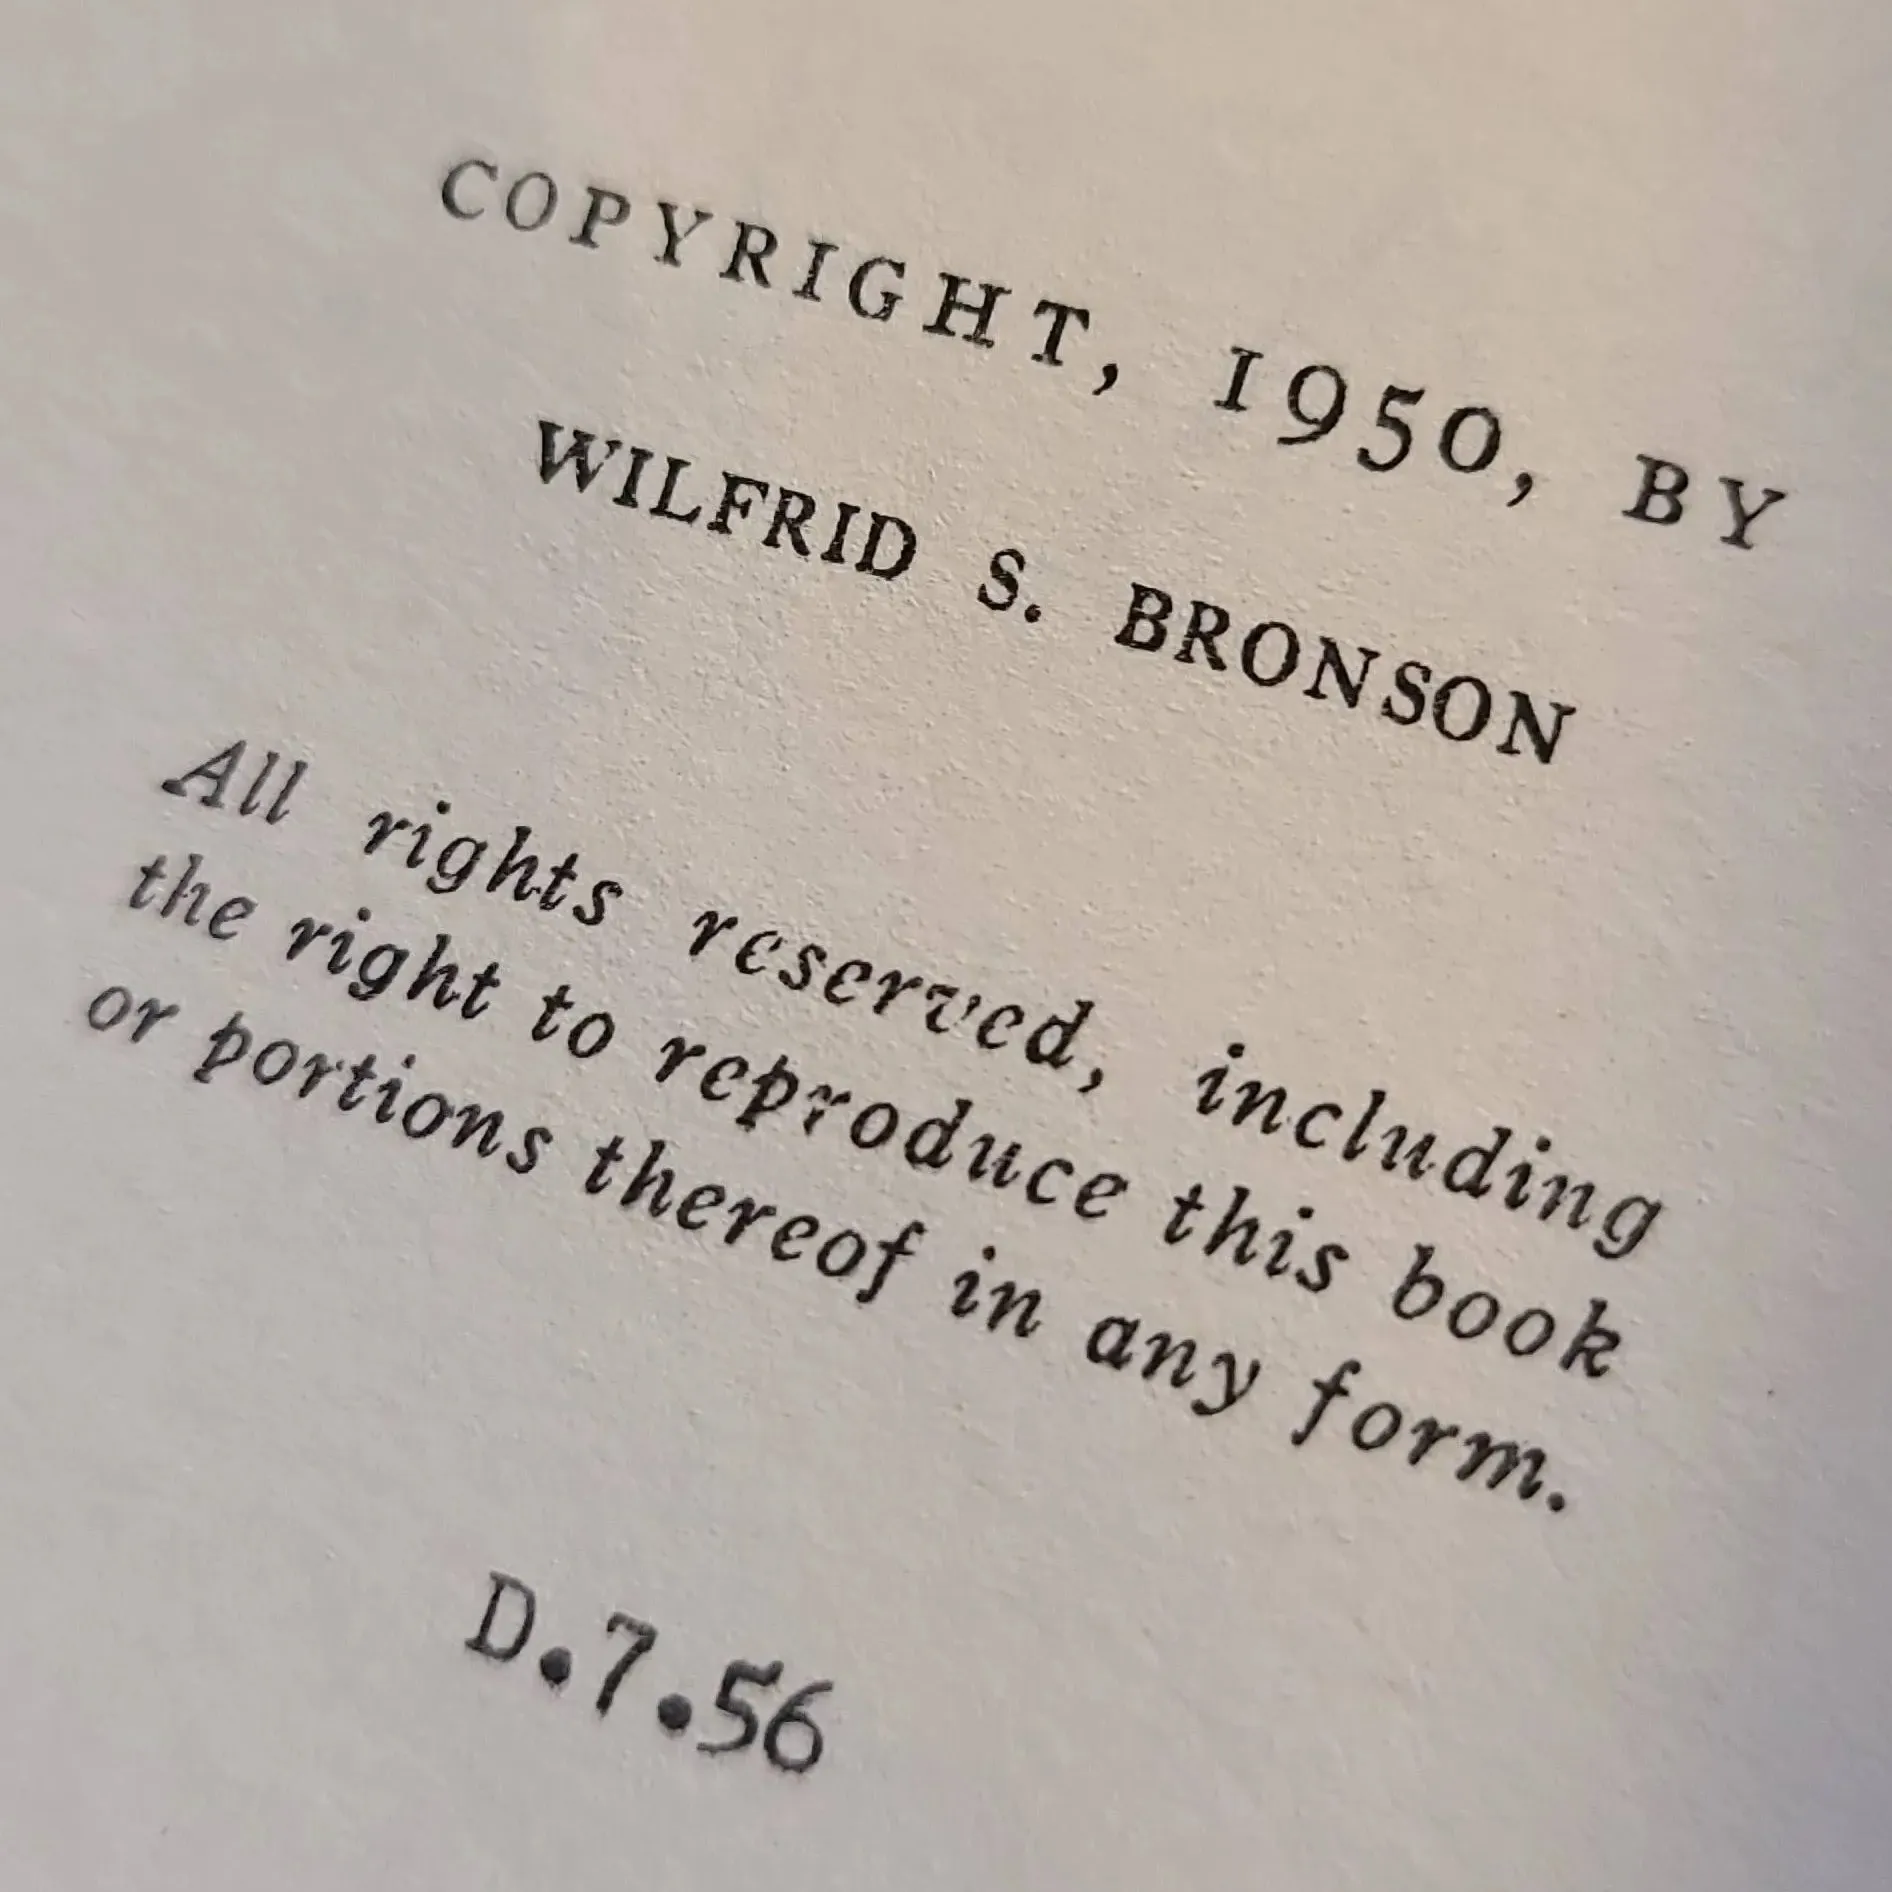 COPYRIGHT, 1950, BY
WILFRID S. BRONSON
All rights reserved, including
the right to reproduce this book
or portions thereof in any form.
D.7.56